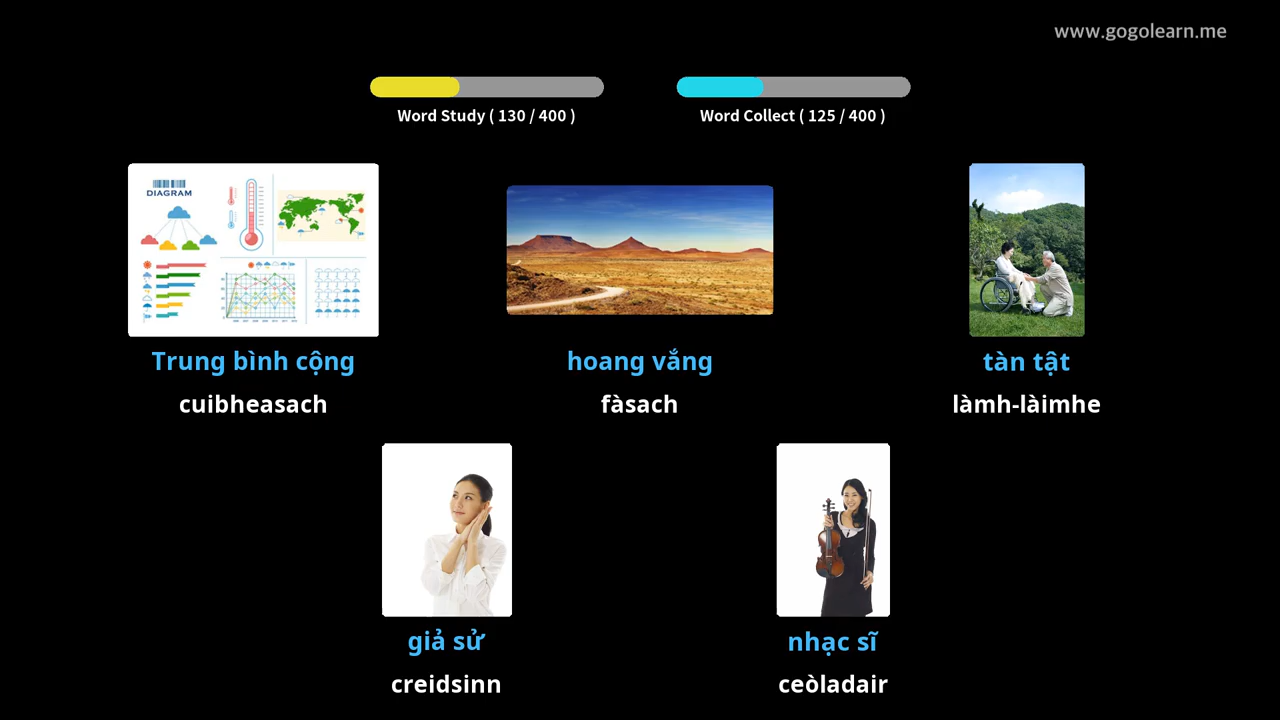 www.gogolearn.me
Word Study ( 130 / 400 )
Word Collect ( 125 / 400 )
DIAGRAM
Trung bình cộng
cuibheasach
hoang vắng
fàsach
tàn tật
làmh-làimhe
giả sử
creidsinn
nhạc sĩ
ceòladair